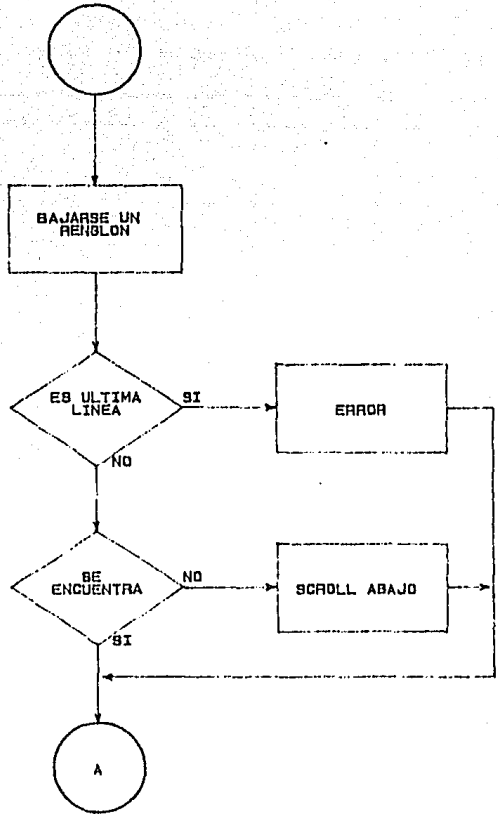 BAJARSE UN
RENGLON
ES ULTIMA
LINEA
SI
ERROR
NO
SE
ENCUENTRA
NO
SCROLL ABAJO
SI
A